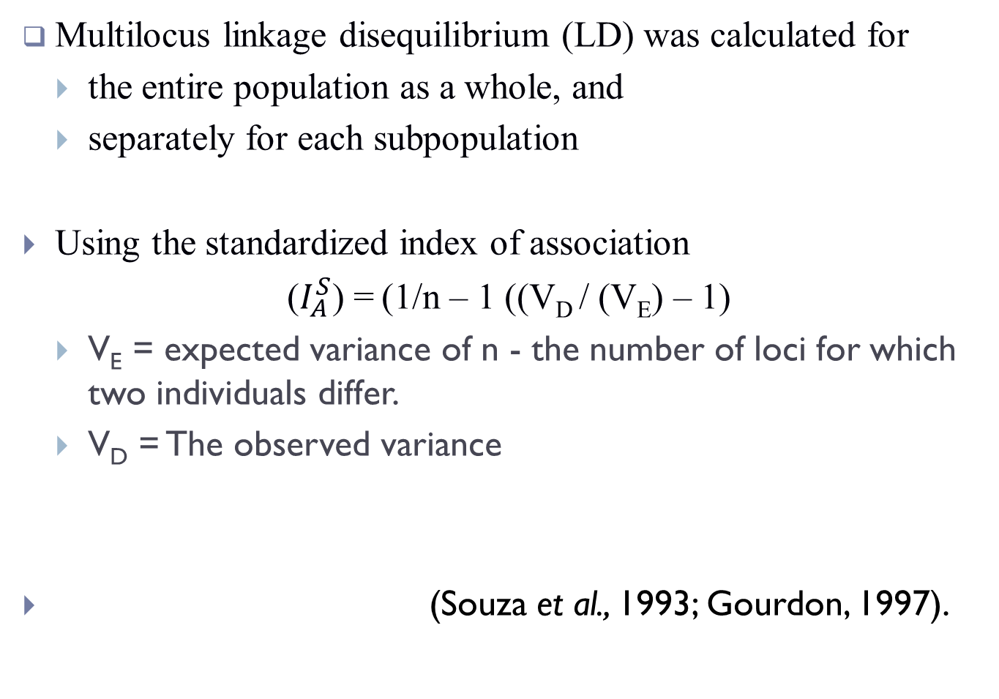 Multilocus linkage disequilibrium (LD) was calculated for
the entire population as a whole, and
separately for each subpopulation
Using the standardized index of association
(I_A^S) = (1/n – 1 ((V_D / (V_E) – 1)
V_E = expected variance of n - the number of loci for which
two individuals differ.
V_D = The observed variance
(Souza et al., 1993; Gourdon, 1997).